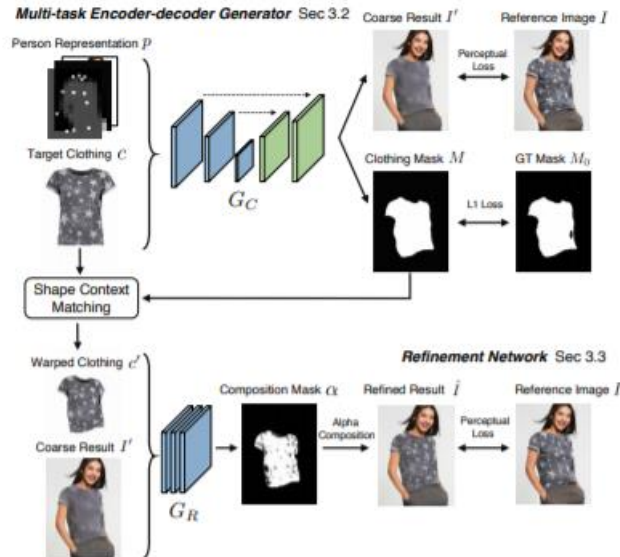 Multi-task Encoder-decoder Generator Sec 3.2
Person Representation p
Target Clothing c
G_C
Coarse Result I′
Perceptual
Loss
Reference Image I
Clothing Mask M
L1 Loss
GT Mask M₀
Shape Context
Matching
Warped Clothing c′
Coarse Result I′
G_R
Refinement Network Sec 3.3
Composition Mask α
Alpha
Composition
Refined Result Î
Perceptual
Loss
Reference Image I